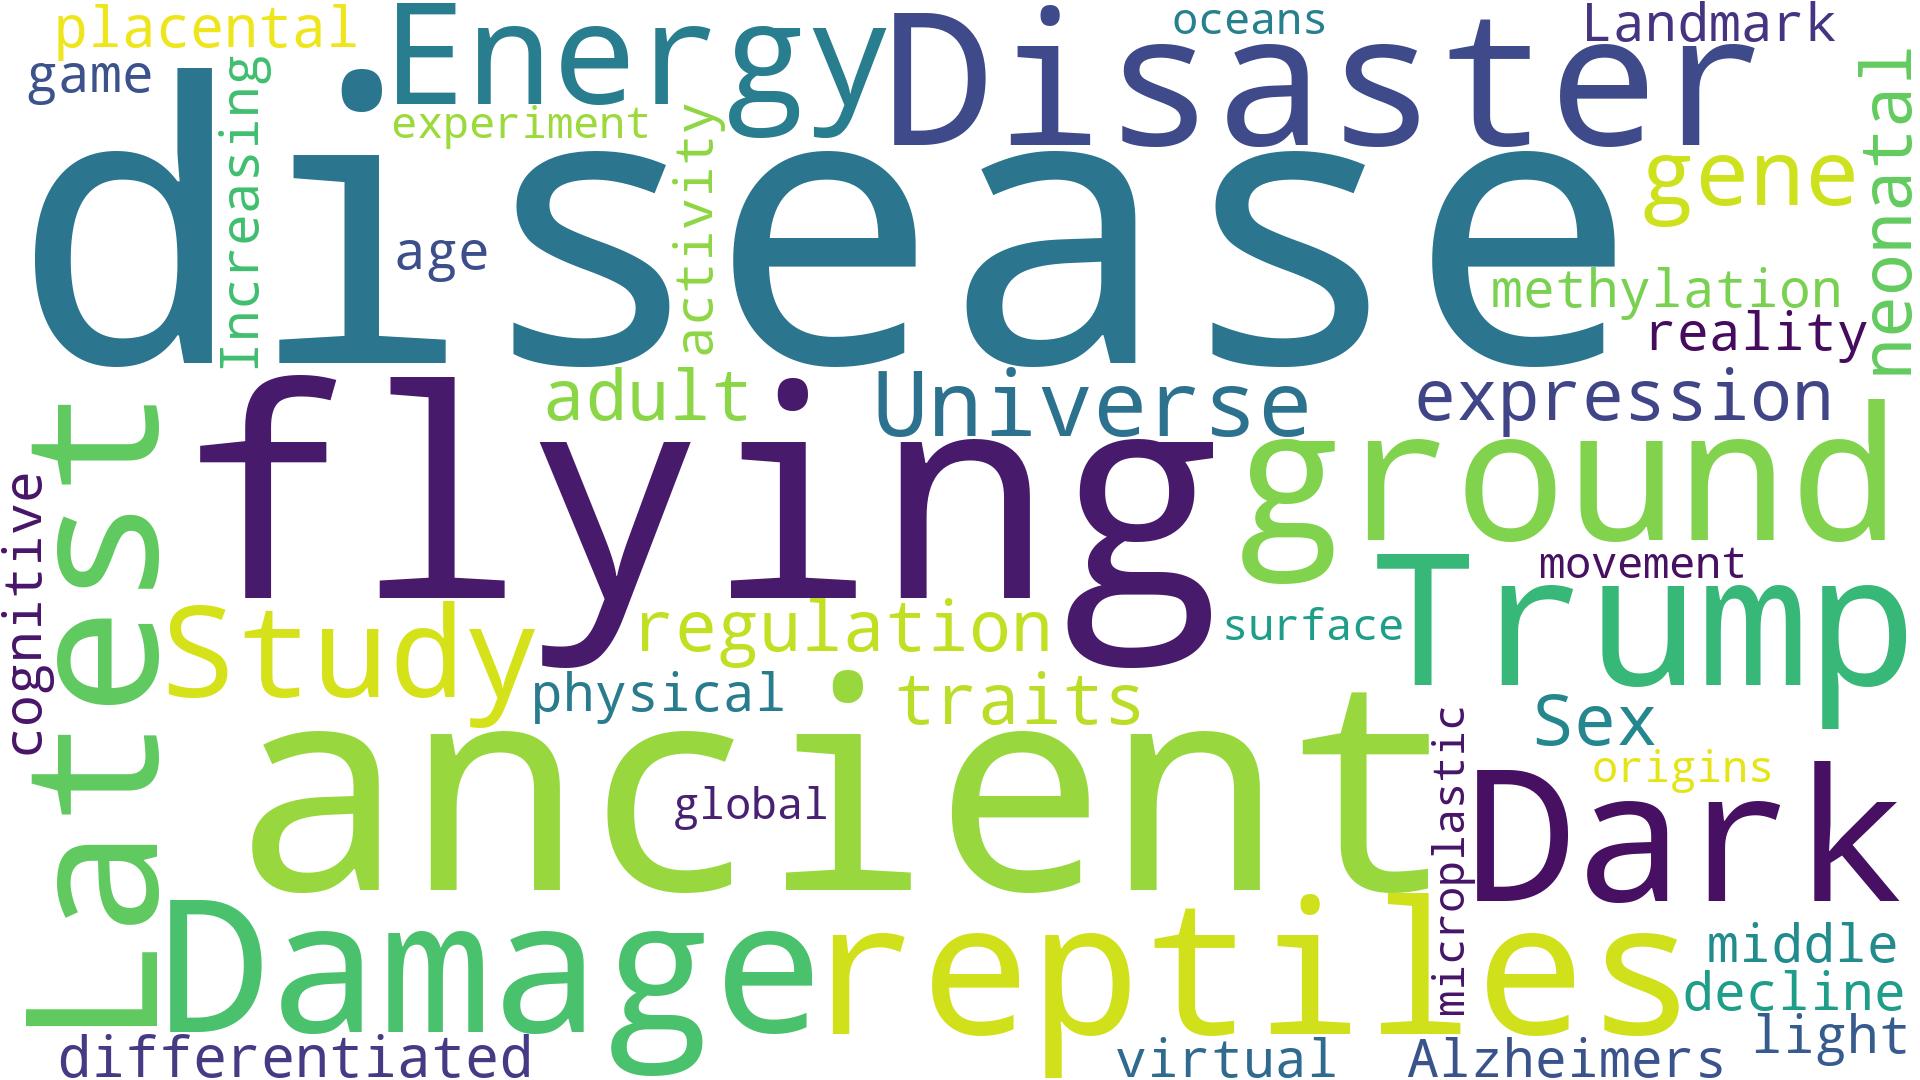 placental
Energy
Disaster
oceans
Landmark
game
disease
Increasing
experiment
activity
age
gene
neonatal
methylation
reality
flying
adult
Universe
expression
ground
Latest
cognitive
Study
regulation
surface
movement
Trump
physical
traits
Sex
ancient
global
microplastic
origins
Dark
Damage
reptiles
middle
decline
light
differentiated
virtual
Alzheimers